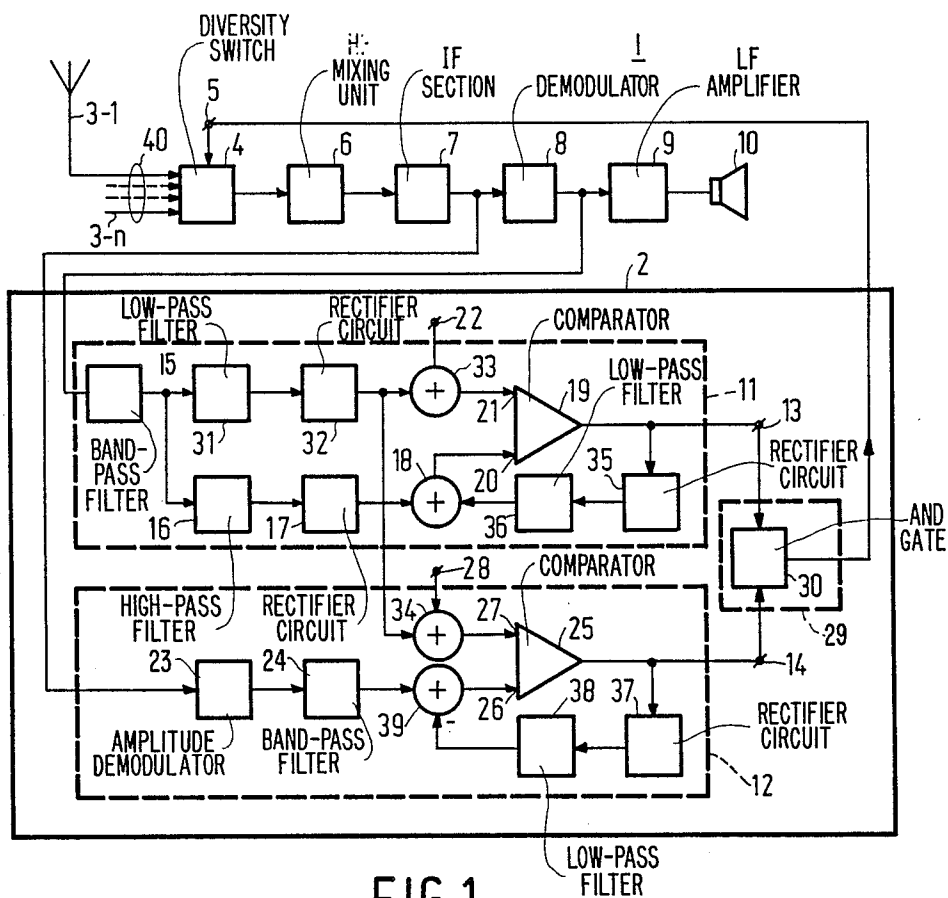 DIVERSITY
SWITCH
MIXING
UNIT
IF
SECTION
1
DEMODULATOR
LF
AMPLIFIER
3-1
40
5
4
6
7
8
9
10
3-n
2
LOW-PASS
FILTER
RECTIFIER
CIRCUIT
22
COMPARATOR
15
33
LOW-PASS
FILTER
19
11
+
21
13
31
32
BAND-
PASS
FILTER
18
20
35
RECTIFIER
CIRCUIT
16
17
+
36
AND
GATE
30
28
COMPARATOR
HIGH-PASS
FILTER
RECTIFIER
CIRCUIT
34
27
25
29
+
14
23
24
+
26
38
37
39
-
AMPLITUDE
DEMODULATOR
BAND-PASS
FILTER
RECTIFIER
CIRCUIT
12
LOW-PASS
FILTER
FIG.1